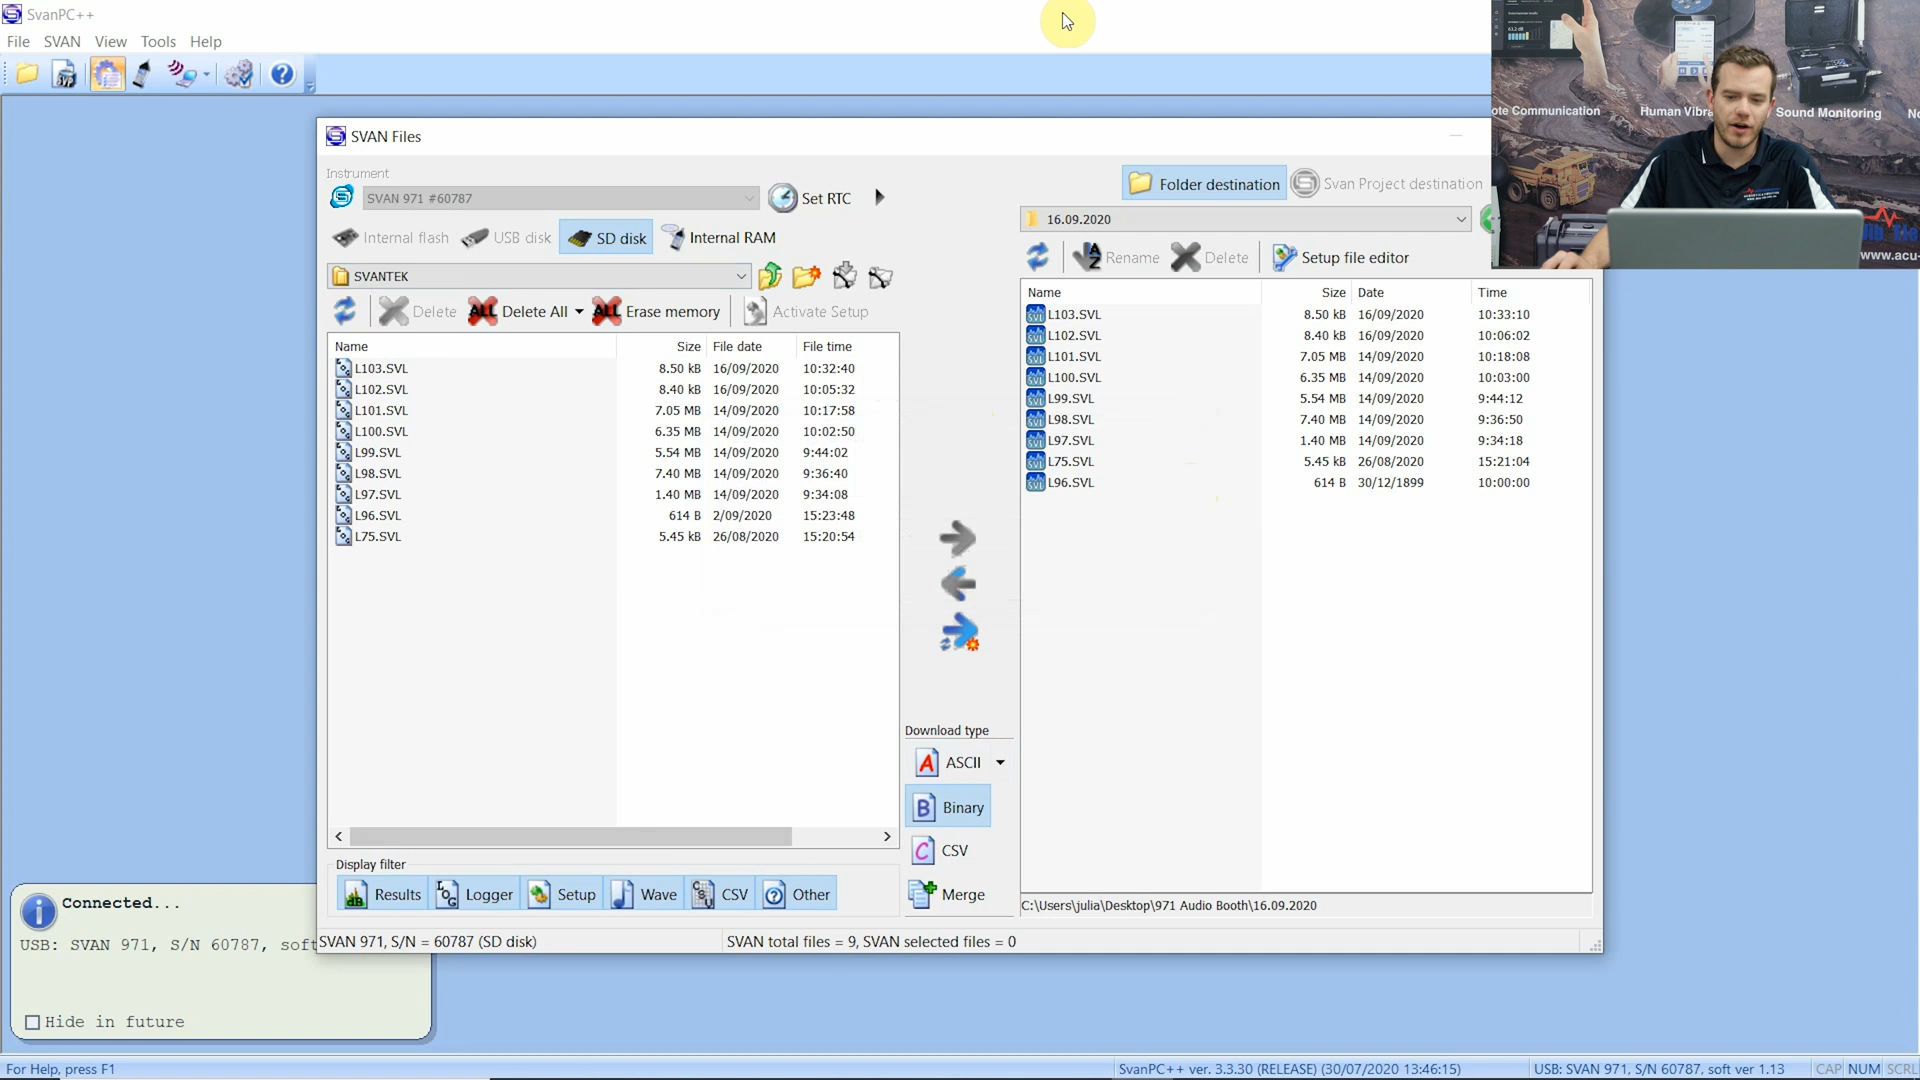 SvanPC++
File SVAN View Tools Help
SVAN Files
Instrument
SVAN 971 #60787
Set RTC
Internal flash USB disk SD disk Internal RAM
SVANTEK
Delete Delete All Erase memory Activate Setup
Name Size File date File time
L103.SVL 8.50 kB 16/09/2020 10:32:40
L102.SVL 8.40 kB 16/09/2020 10:05:32
L101.SVL 7.05 MB 14/09/2020 10:17:58
L100.SVL 6.35 MB 14/09/2020 10:02:50
L99.SVL 5.54 MB 14/09/2020 9:44:02
L98.SVL 7.40 MB 14/09/2020 9:36:40
L97.SVL 1.40 MB 14/09/2020 9:34:08
L96.SVL 614 B 2/09/2020 15:23:48
L75.SVL 5.45 kB 26/08/2020 15:20:54
Display filter
Results Logger Setup Wave CSV Other
Download type
ASCII
Binary
CSV
Merge
Folder destination Svan Project destination
16.09.2020
Rename Delete Setup file editor
Name Size Date Time
L103.SVL 8.50 kB 16/09/2020 10:33:10
L102.SVL 8.40 kB 16/09/2020 10:06:02
L101.SVL 7.05 MB 14/09/2020 10:18:08
L100.SVL 6.35 MB 14/09/2020 10:03:00
L99.SVL 5.54 MB 14/09/2020 9:44:12
L98.SVL 7.40 MB 14/09/2020 9:36:50
L97.SVL 1.40 MB 14/09/2020 9:34:18
L75.SVL 5.45 kB 26/08/2020 15:21:04
L96.SVL 614 B 30/12/1899 10:00:00
C:\Users\julia\Desktop\971 Audio Booth\16.09.2020
SVAN 971, S/N = 60787 (SD disk) SVAN total files = 9, SVAN selected files = 0
Connected...
USB: SVAN 971, S/N 60787, soft
Hide in future
For Help, press F1
SvanPC++ ver. 3.3.30 (RELEASE) (30/07/2020 13:46:15) USB: SVAN 971, S/N 60787, soft ver 1.13 CAP NUM SCRL
ote Communication Human Vibra Sound Monitoring No
www.acu-